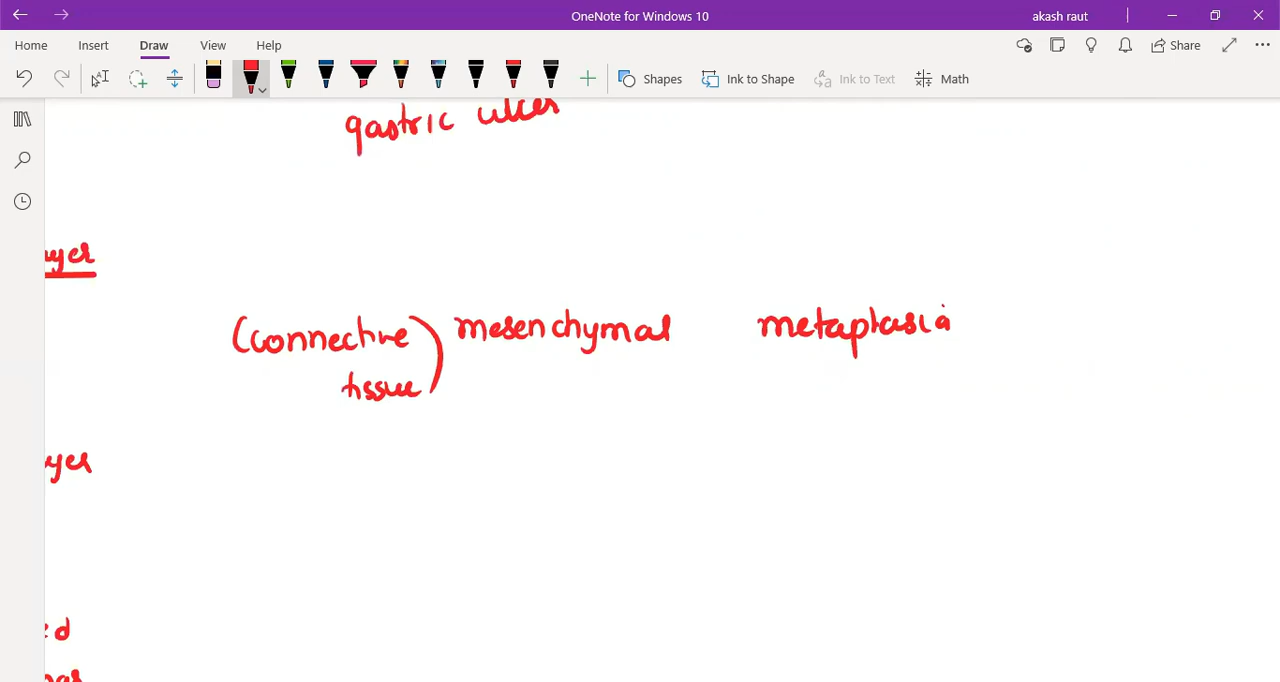 OneNote for Windows 10
akash raut
Home Insert Draw View Help
Share
Shapes
Ink to Shape
Ink to Text
Math
gastric ulcer
yer
(connective mesenchymal metaplasia
tissue)
yer
ed